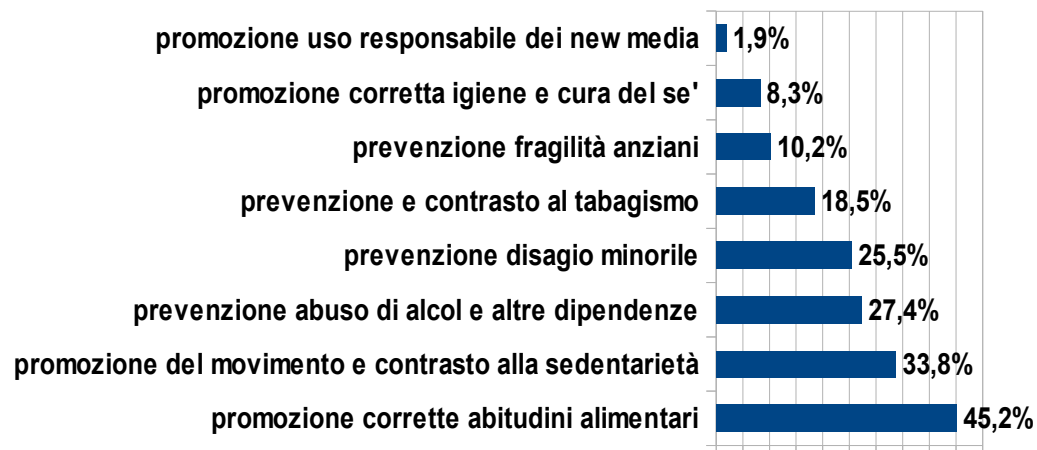 promozione uso responsabile dei new media 1,9%
promozione corretta igiene e cura del se' 8,3%
prevenzione fragilità anziani 10,2%
prevenzione e contrasto al tabagismo 18,5%
prevenzione disagio minorile 25,5%
prevenzione abuso di alcol e altre dipendenze 27,4%
promozione del movimento e contrasto alla sedentarietà 33,8%
promozione corrette abitudini alimentari 45,2%